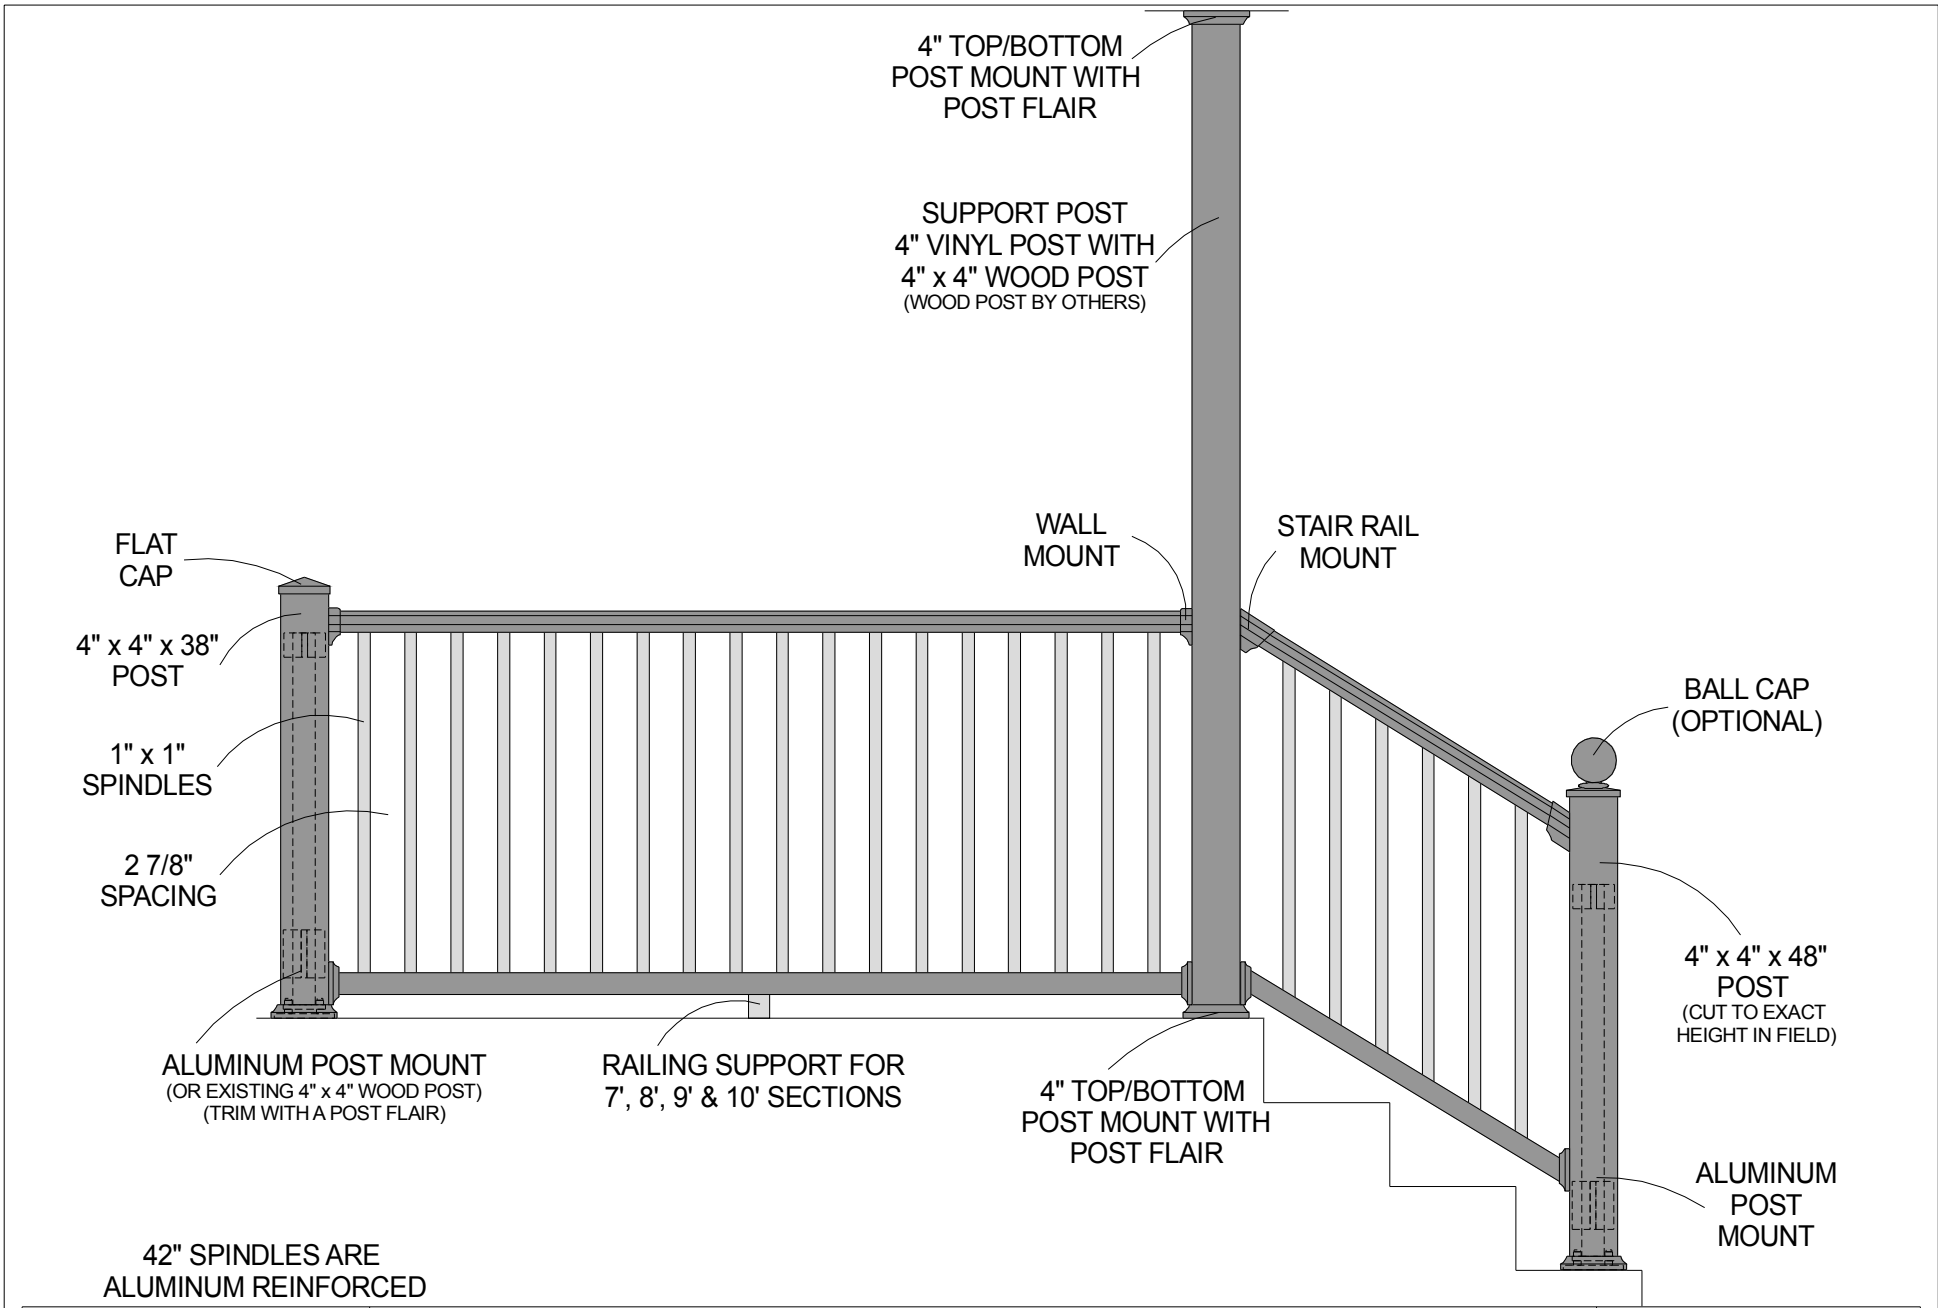 4" TOP/BOTTOM
POST MOUNT WITH
POST FLAIR
SUPPORT POST
4" VINYL POST WITH
4" x 4" WOOD POST
(WOOD POST BY OTHERS)
WALL
MOUNT
STAIR RAIL
MOUNT
FLAT
CAP
4" x 4" x 38"
POST
1" x 1"
SPINDLES
2 7/8"
SPACING
BALL CAP
(OPTIONAL)
4" x 4" x 48"
POST
(CUT TO EXACT
HEIGHT IN FIELD)
ALUMINUM POST MOUNT
(OR EXISTING 4" x 4" WOOD POST)
(TRIM WITH A POST FLAIR)
RAILING SUPPORT FOR
7', 8', 9' & 10' SECTIONS
4" TOP/BOTTOM
POST MOUNT WITH
POST FLAIR
ALUMINUM
POST
MOUNT
42" SPINDLES ARE
ALUMINUM REINFORCED